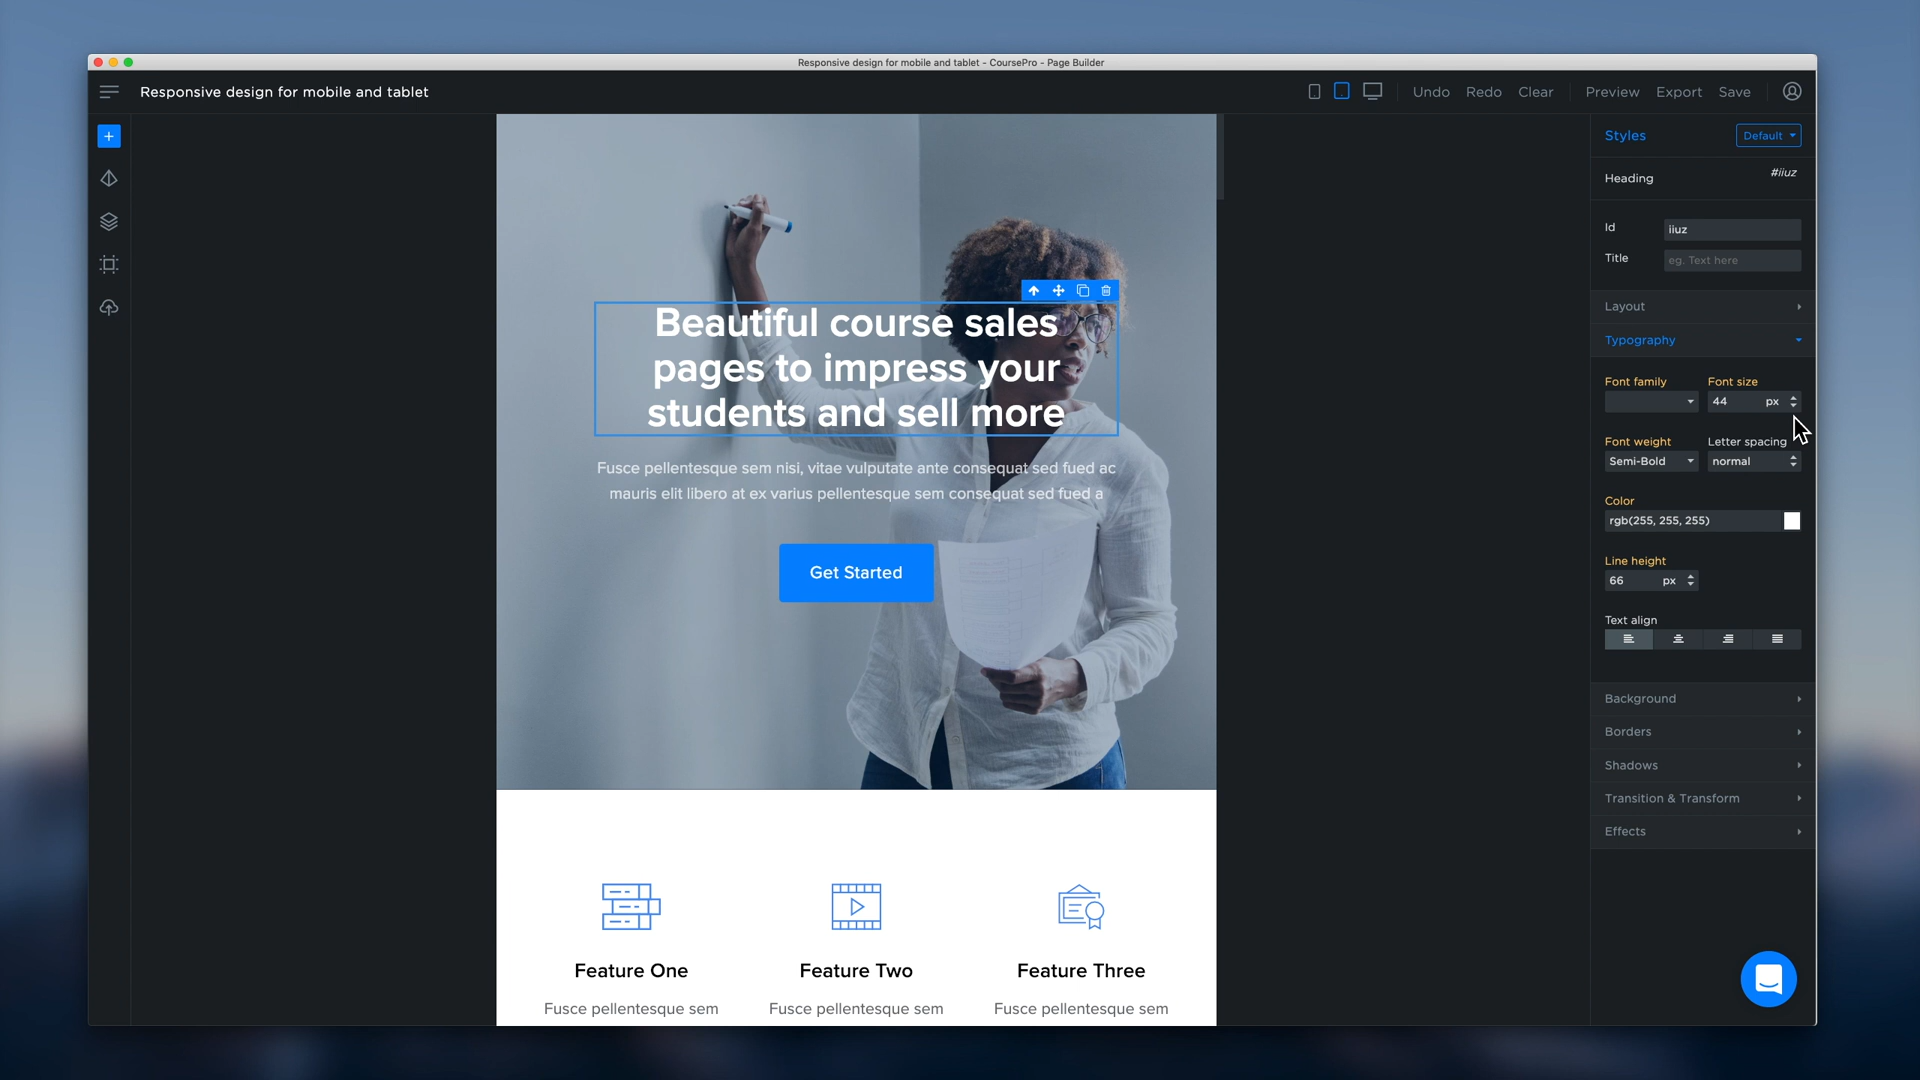 Responsive design for mobile and tablet - CoursePro - Page Builder
Responsive design for mobile and tablet
Undo Redo Clear Preview Export Save
Styles Default
Heading #iiuz
Id iiuz
Title eg. Text here
Layout
Typography
Font family Font size
44 px
Font weight Letter spacing
Semi-Bold normal
Color
rgb(255, 255, 255)
Line height
66 px
Text align
Background
Borders
Shadows
Transition & Transform
Effects
Beautiful course sales
pages to impress your
students and sell more
Fusce pellentesque sem nisi, vitae vulputate ante consequat sed fued ac
mauris elit libero at ex varius pellentesque sem consequat sed fued a
Get Started
Feature One Feature Two Feature Three
Fusce pellentesque sem Fusce pellentesque sem Fusce pellentesque sem